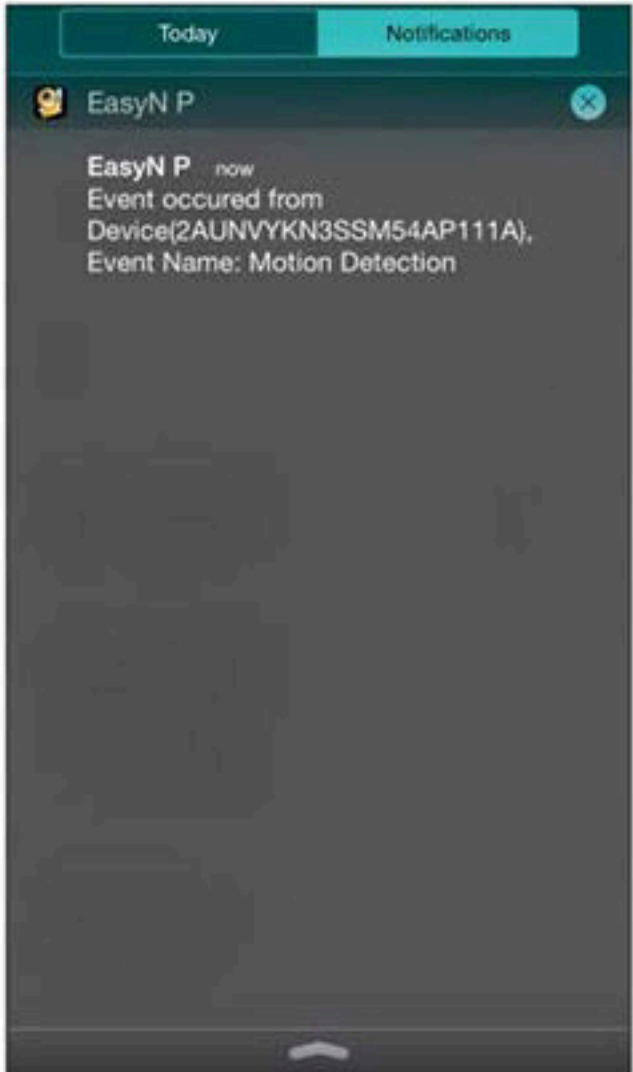 Today Notifications
EasyN P
EasyN P now
Event occured from
Device(2AUNVYKN3SSM54AP111A),
Event Name: Motion Detection